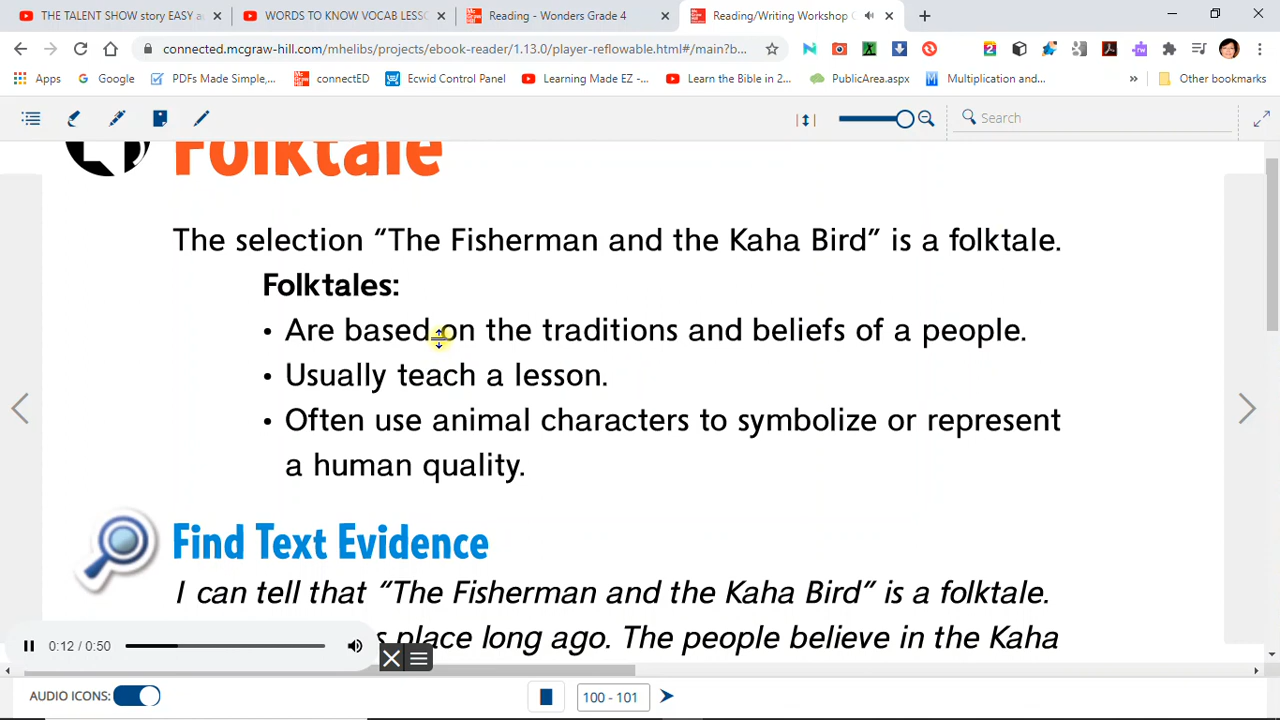 THE TALENT SHOW story EASY a
WORDS TO KNOW VOCAB LESS
Reading - Wonders Grade 4
Reading/Writing Workshop
connected.mcgraw-hill.com/mhelibs/projects/ebook-reader/1.13.0/player-reflowable.html#/main?b...
Apps
Google
PDFs Made Simple,...
connectED
Ecwid Control Panel
Learning Made EZ -...
Learn the Bible in 2...
PublicArea.aspx
Multiplication and...
»
Other bookmarks
Search
Folktale
The selection "The Fisherman and the Kaha Bird" is a folktale.
Folktales:
• Are based on the traditions and beliefs of a people.
• Usually teach a lesson.
• Often use animal characters to symbolize or represent
a human quality.
Find Text Evidence
I can tell that "The Fisherman and the Kaha Bird" is a folktale.
place long ago. The people believe in the Kaha
0:12 / 0:50
AUDIO ICONS:
100 - 101